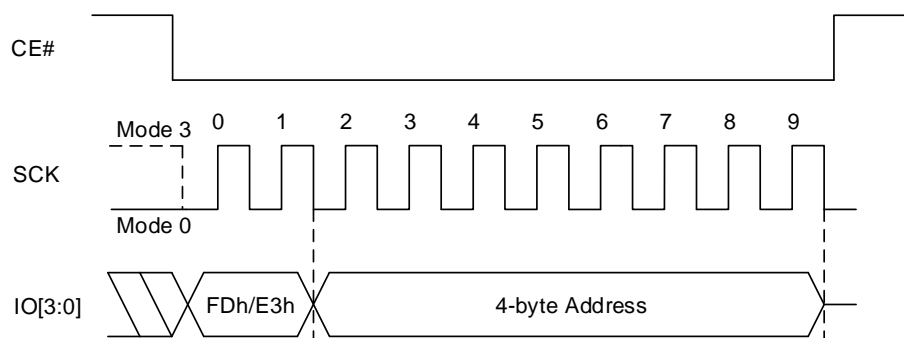 CE#
Mode 3 0 1 2 3 4 5 6 7 8 9
SCK
Mode 0
IO[3:0] FDh/E3h 4-byte Address